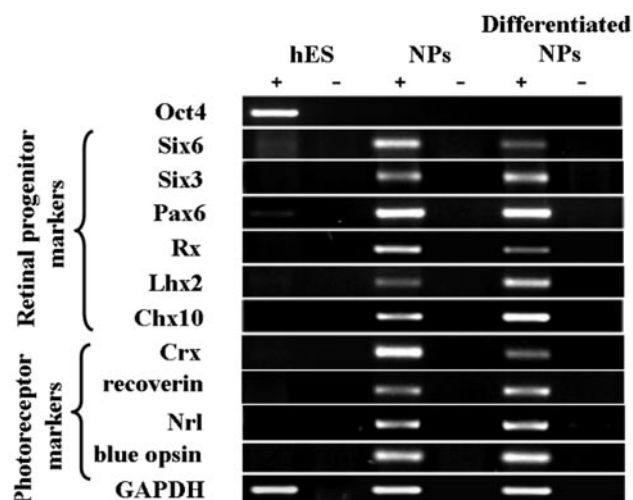 Differentiated
hES NPs NPs
+ − + − + −
Oct4
Retinal progenitor
markers
Six6
Six3
Pax6
Rx
Lhx2
Chx10
Photoreceptor
markers
Crx
recoverin
Nrl
blue opsin
GAPDH